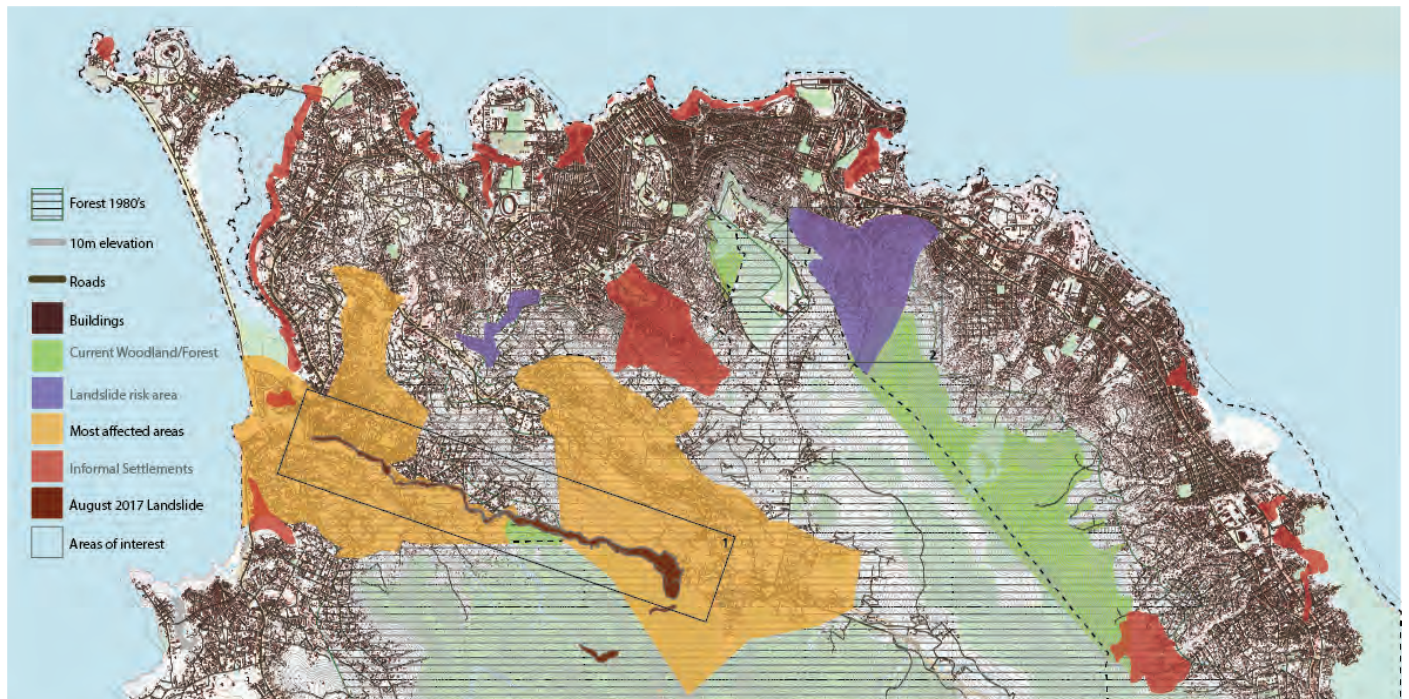 Forest 1980's
10m elevation
Roads
Buildings
Current Woodland/Forest
Landslide risk area
Most affected areas
Informal Settlements
August 2017 Landslide
Areas of interest
1
2